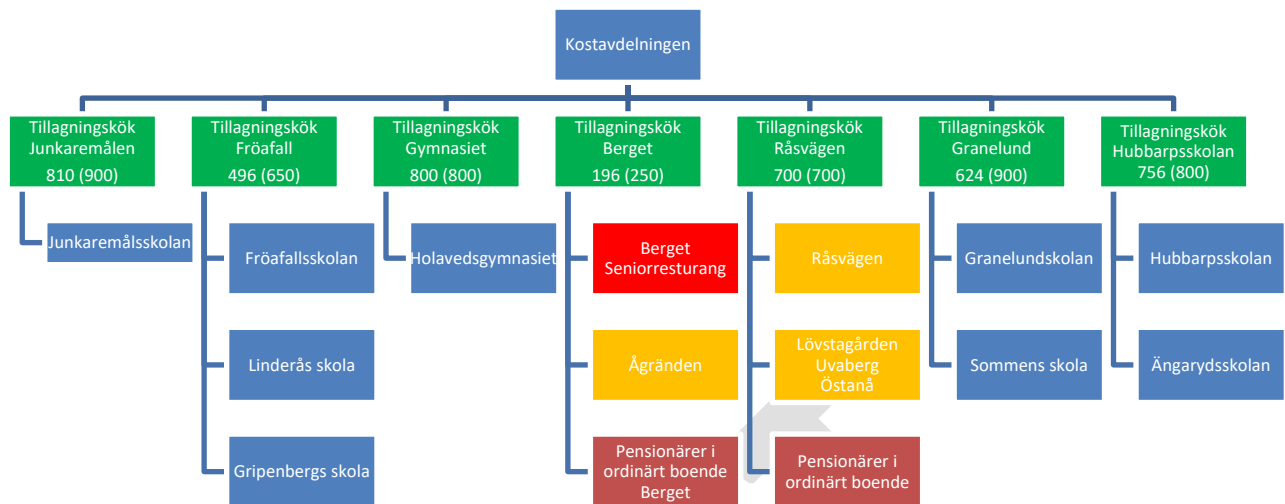 Kostavdelningen
Tillagningskök
Junkaremålen
810 (900)
Tillagningskök
Fröafall
496 (650)
Tillagningskök
Gymnasiet
800 (800)
Tillagningskök
Berget
196 (250)
Tillagningskök
Råsvägen
700 (700)
Tillagningskök
Granelund
624 (900)
Tillagningskök
Hubbarpsskolan
756 (800)
Junkaremålsskolan
Fröafallsskolan
Holavedsgymnasiet
Berget
Seniorresturang
Råsvägen
Granelundskolan
Hubbarpsskolan
Linderås skola
Ågränden
Lövstagården
Uvaberg
Östanå
Sommens skola
Ängarydsskolan
Gripenbergs skola
Pensionärer i
ordinärt boende
Berget
Pensionärer i
ordinärt boende